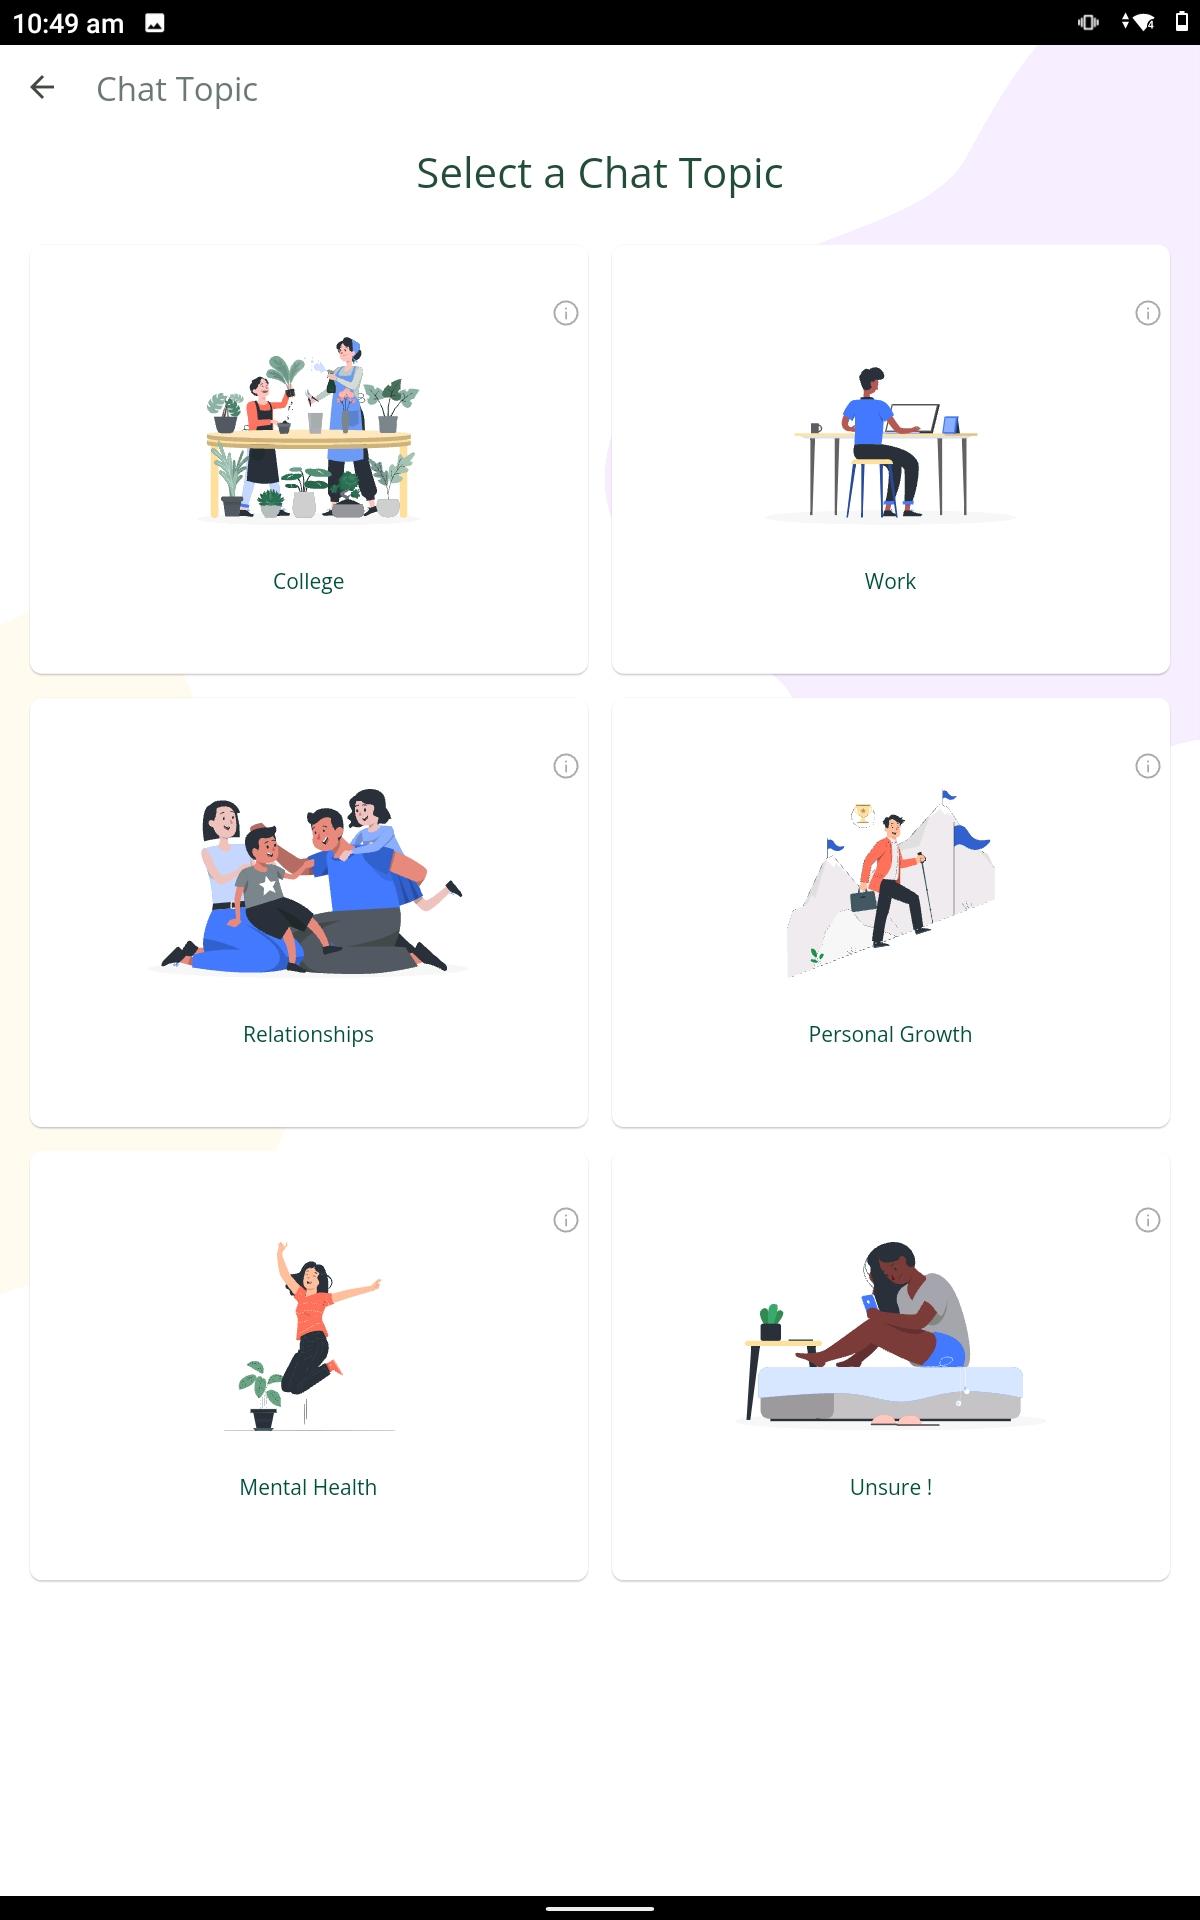 10:49 am
Chat Topic
Select a Chat Topic
College
Work
Relationships
Personal Growth
Mental Health
Unsure !